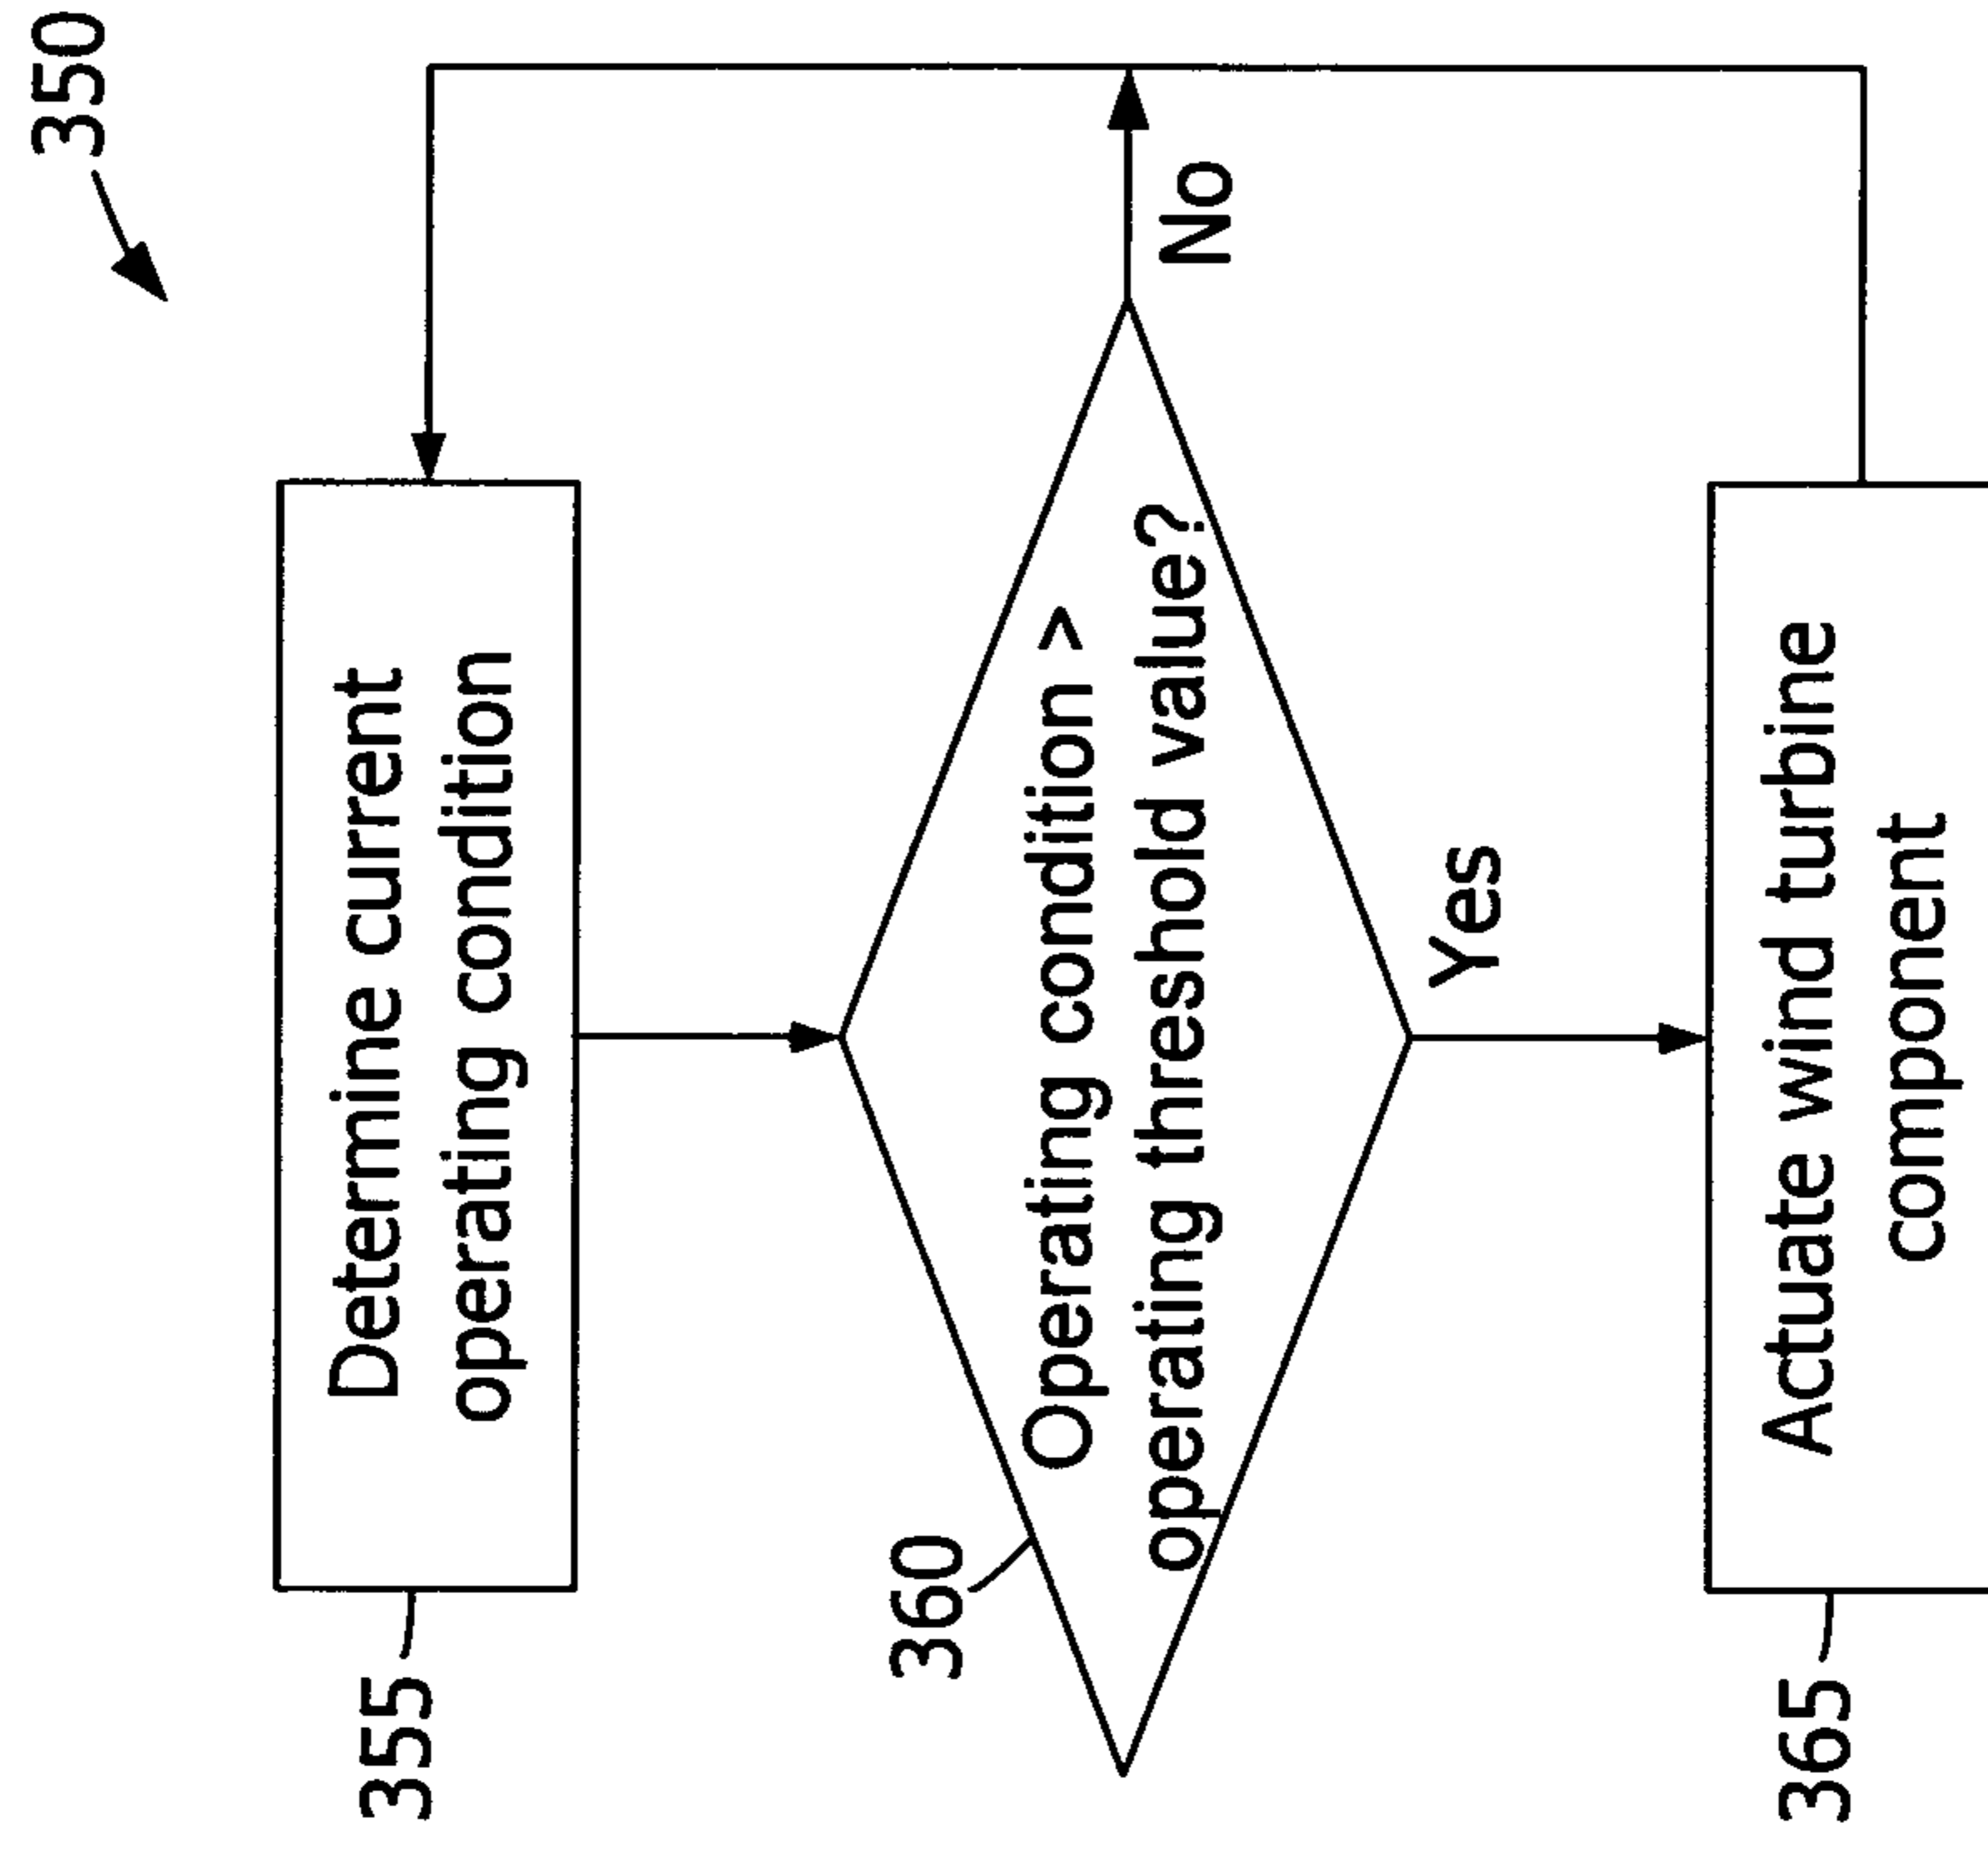 350
355
Determine current
operating condition
360
Operating condition >
operating threshold value?
No
Yes
365
Actuate wind turbine
component